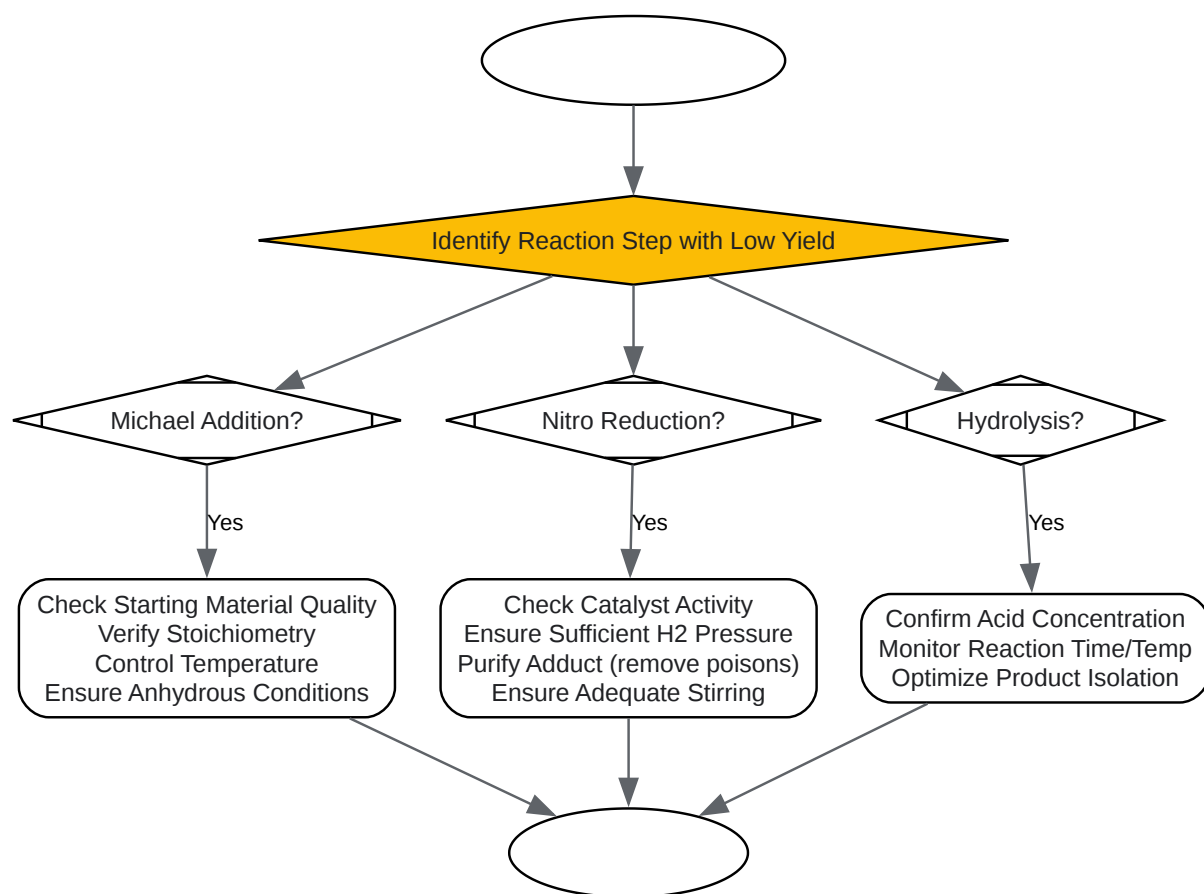 Identify Reaction Step with Low Yield
Michael Addition?
Nitro Reduction?
Hydrolysis?
Yes
Yes
Yes
Check Starting Material Quality
Verify Stoichiometry
Control Temperature
Ensure Anhydrous Conditions
Check Catalyst Activity
Ensure Sufficient H2 Pressure
Purify Adduct (remove poisons)
Ensure Adequate Stirring
Confirm Acid Concentration
Monitor Reaction Time/Temp
Optimize Product Isolation